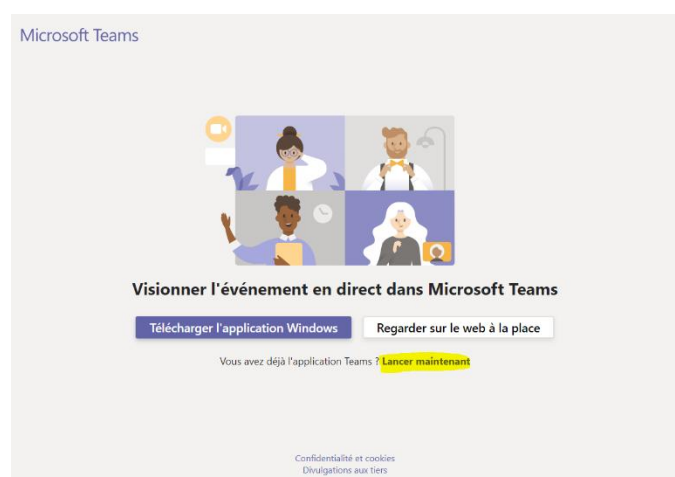 Microsoft Teams
Visionner l'événement en direct dans Microsoft Teams
Télécharger l'application Windows
Regarder sur le web à la place
Vous avez déjà l'application Teams ? Lancer maintenant
Confidentialité et cookies
Divulgations aux tiers